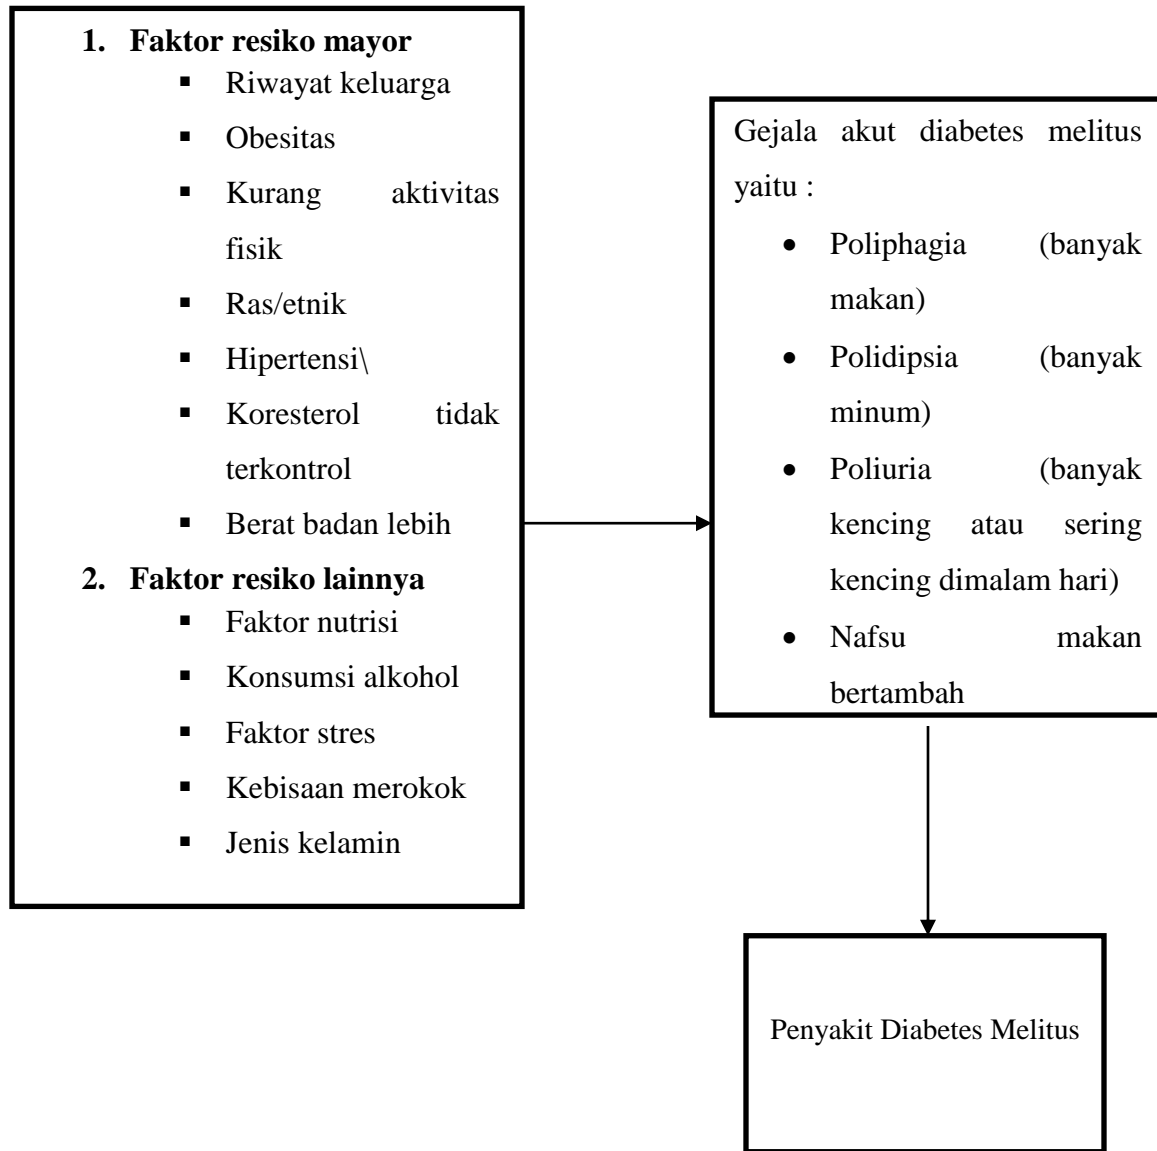 1. Faktor resiko mayor
▪ Riwayat keluarga
▪ Obesitas
▪ Kurang aktivitas
fisik
▪ Ras/etnik
▪ Hipertensi\
▪ Koresterol tidak
terkontrol
▪ Berat badan lebih
2. Faktor resiko lainnya
▪ Faktor nutrisi
▪ Konsumsi alkohol
▪ Faktor stres
▪ Kebisaan merokok
▪ Jenis kelamin
Gejala akut diabetes melitus
yaitu :
• Poliphagia (banyak
makan)
• Polidipsia (banyak
minum)
• Poliuria (banyak
kencing atau sering
kencing dimalam hari)
• Nafsu makan
bertambah
Penyakit Diabetes Melitus